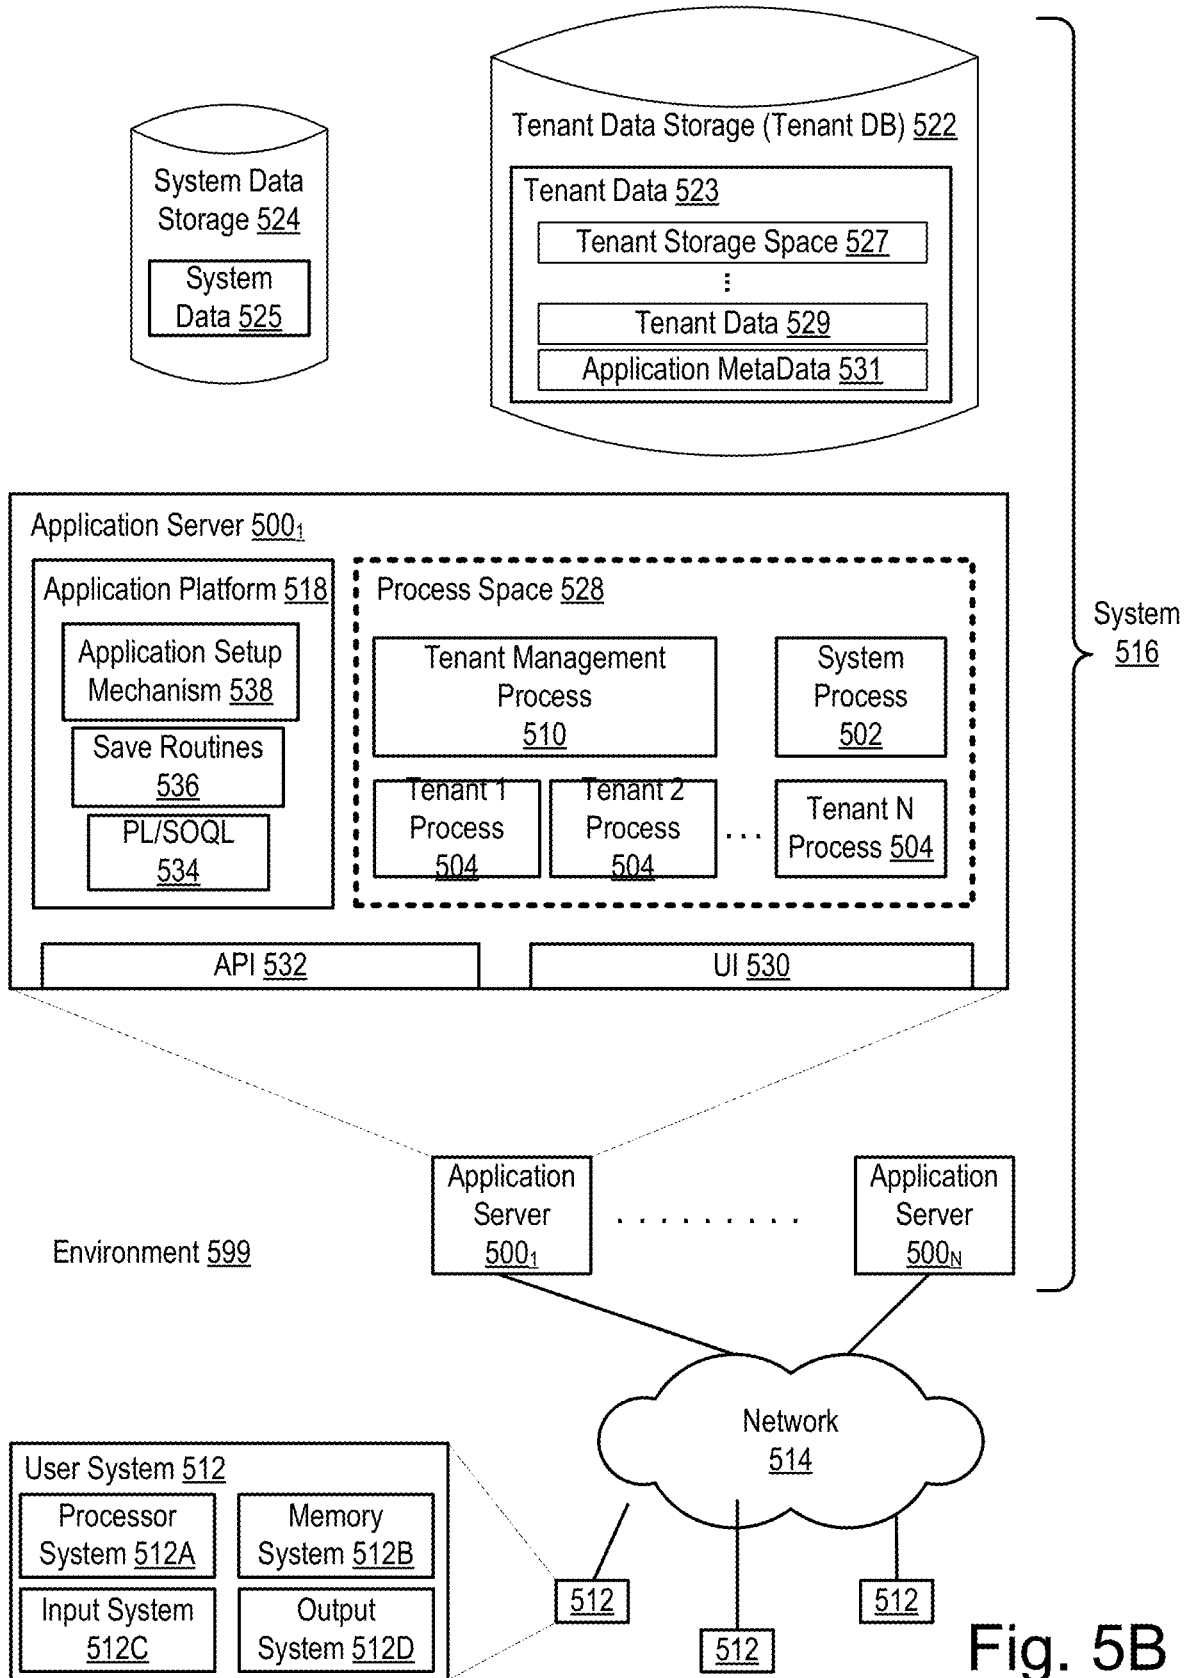 Tenant Data Storage (Tenant DB) 522
System Data
Storage 524
System
Data 525
Tenant Data 523
Tenant Storage Space 527
⋮
Tenant Data 529
Application MetaData 531
Application Server 500₁
Application Platform 518
Application Setup
Mechanism 538
Save Routines
536
PL/SOQL
534
Process Space 528
Tenant Management
Process
510
System
Process
502
Tenant 1
Process
504
Tenant 2
Process
504
. . .
Tenant N
Process 504
API 532
UI 530
System
516
Application
Server
500₁
. . . . . . . . .
Application
Server
500N
Environment 599
Network
514
User System 512
Processor
System 512A
Memory
System 512B
Input System
512C
Output
System 512D
512
512
512
Fig. 5B